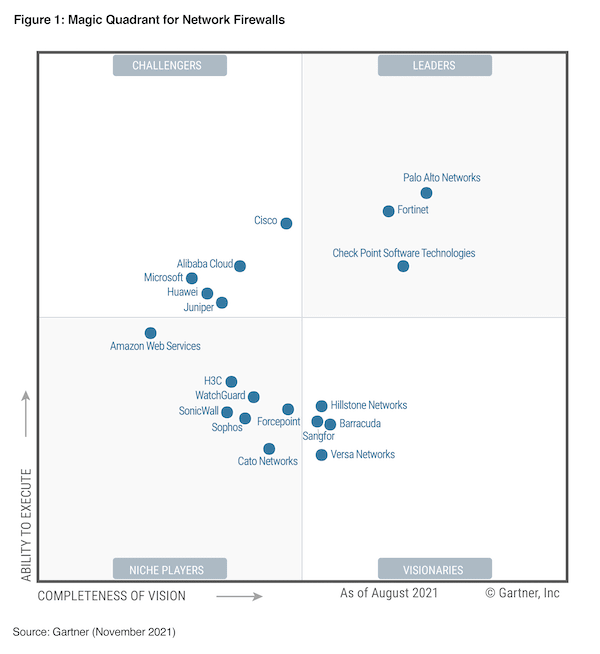 Figure 1: Magic Quadrant for Network Firewalls
CHALLENGERS
LEADERS
Palo Alto Networks
Fortinet
Cisco
Check Point Software Technologies
Alibaba Cloud
Microsoft
Huawei
Juniper
Amazon Web Services
H3C
WatchGuard
SonicWall
Sophos
Forcepoint
Cato Networks
Hillstone Networks
Barracuda
Sangfor
Versa Networks
NICHE PLAYERS
VISIONARIES
ABILITY TO EXECUTE
COMPLETENESS OF VISION
As of August 2021
© Gartner, Inc
Source: Gartner (November 2021)